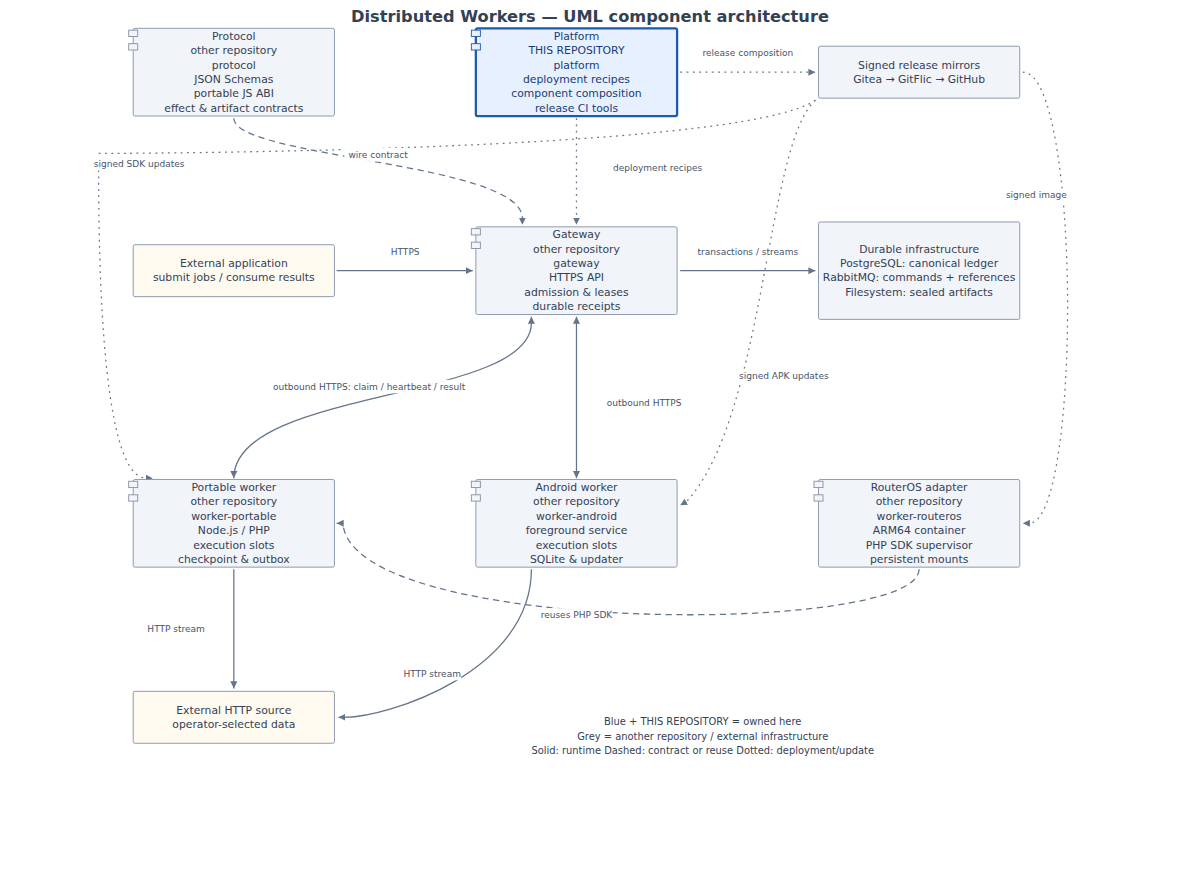 Distributed Workers — UML component architecture
Protocol
other repository
protocol
JSON Schemas
portable JS ABI
effect & artifact contracts
Platform
THIS REPOSITORY
platform
deployment recipes
component composition
release CI tools
release composition
Signed release mirrors
Gitea → GitFlic → GitHub
signed SDK updates
wire contract
deployment recipes
signed image
External application
submit jobs / consume results
HTTPS
Gateway
other repository
gateway
HTTPS API
admission & leases
durable receipts
transactions / streams
Durable infrastructure
PostgreSQL: canonical ledger
RabbitMQ: commands + references
Filesystem: sealed artifacts
outbound HTTPS: claim / heartbeat / result
outbound HTTPS
signed APK updates
Portable worker
other repository
worker-portable
Node.js / PHP
execution slots
checkpoint & outbox
Android worker
other repository
worker-android
foreground service
execution slots
SQLite & updater
RouterOS adapter
other repository
worker-routeros
ARM64 container
PHP SDK supervisor
persistent mounts
reuses PHP SDK
HTTP stream
HTTP stream
External HTTP source
operator-selected data
Blue + THIS REPOSITORY = owned here
Grey = another repository / external infrastructure
Solid: runtime Dashed: contract or reuse Dotted: deployment/update